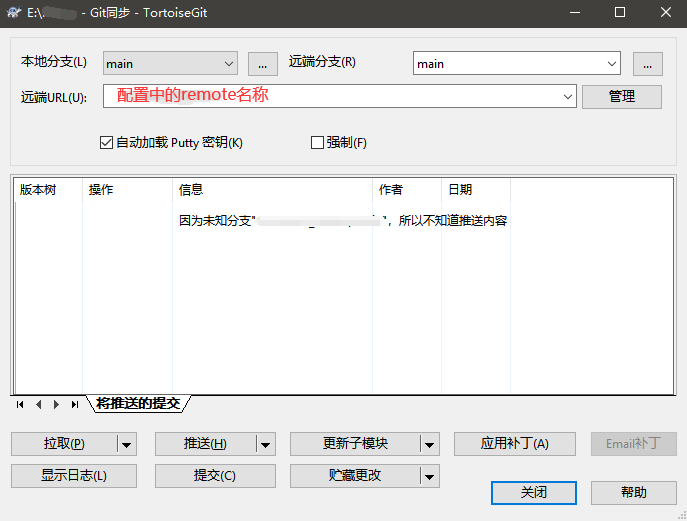 E:\ - Git同步 - TortoiseGit
本地分支(L) main ... 远端分支(R) main ...
远端URL(U): 配置中的remote名称 管理
自动加载 Putty 密钥(K) 强制(F)
版本树 操作 信息 作者 日期
因为未知分支"", 所以不知道推送内容
将推送的提交
拉取(P) 推送(H) 更新子模块 应用补丁(A) Email补丁
显示日志(L) 提交(C) 贮藏更改
关闭 帮助